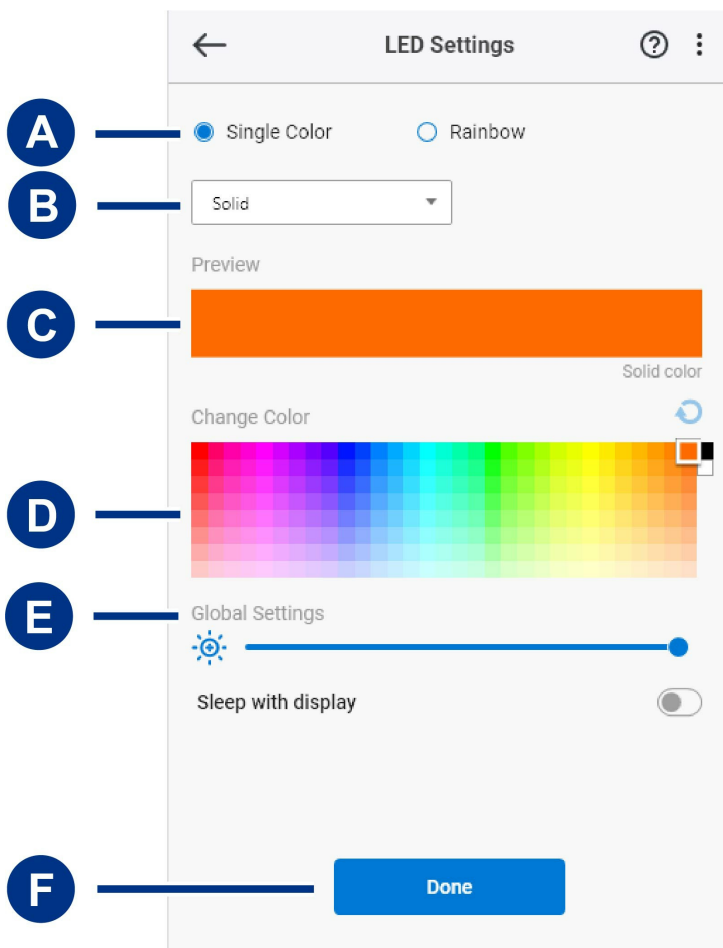 LED Settings ?
A Single Color Rainbow
B Solid
Preview
C
Solid color
Change Color
D
E Global Settings
Sleep with display
F Done